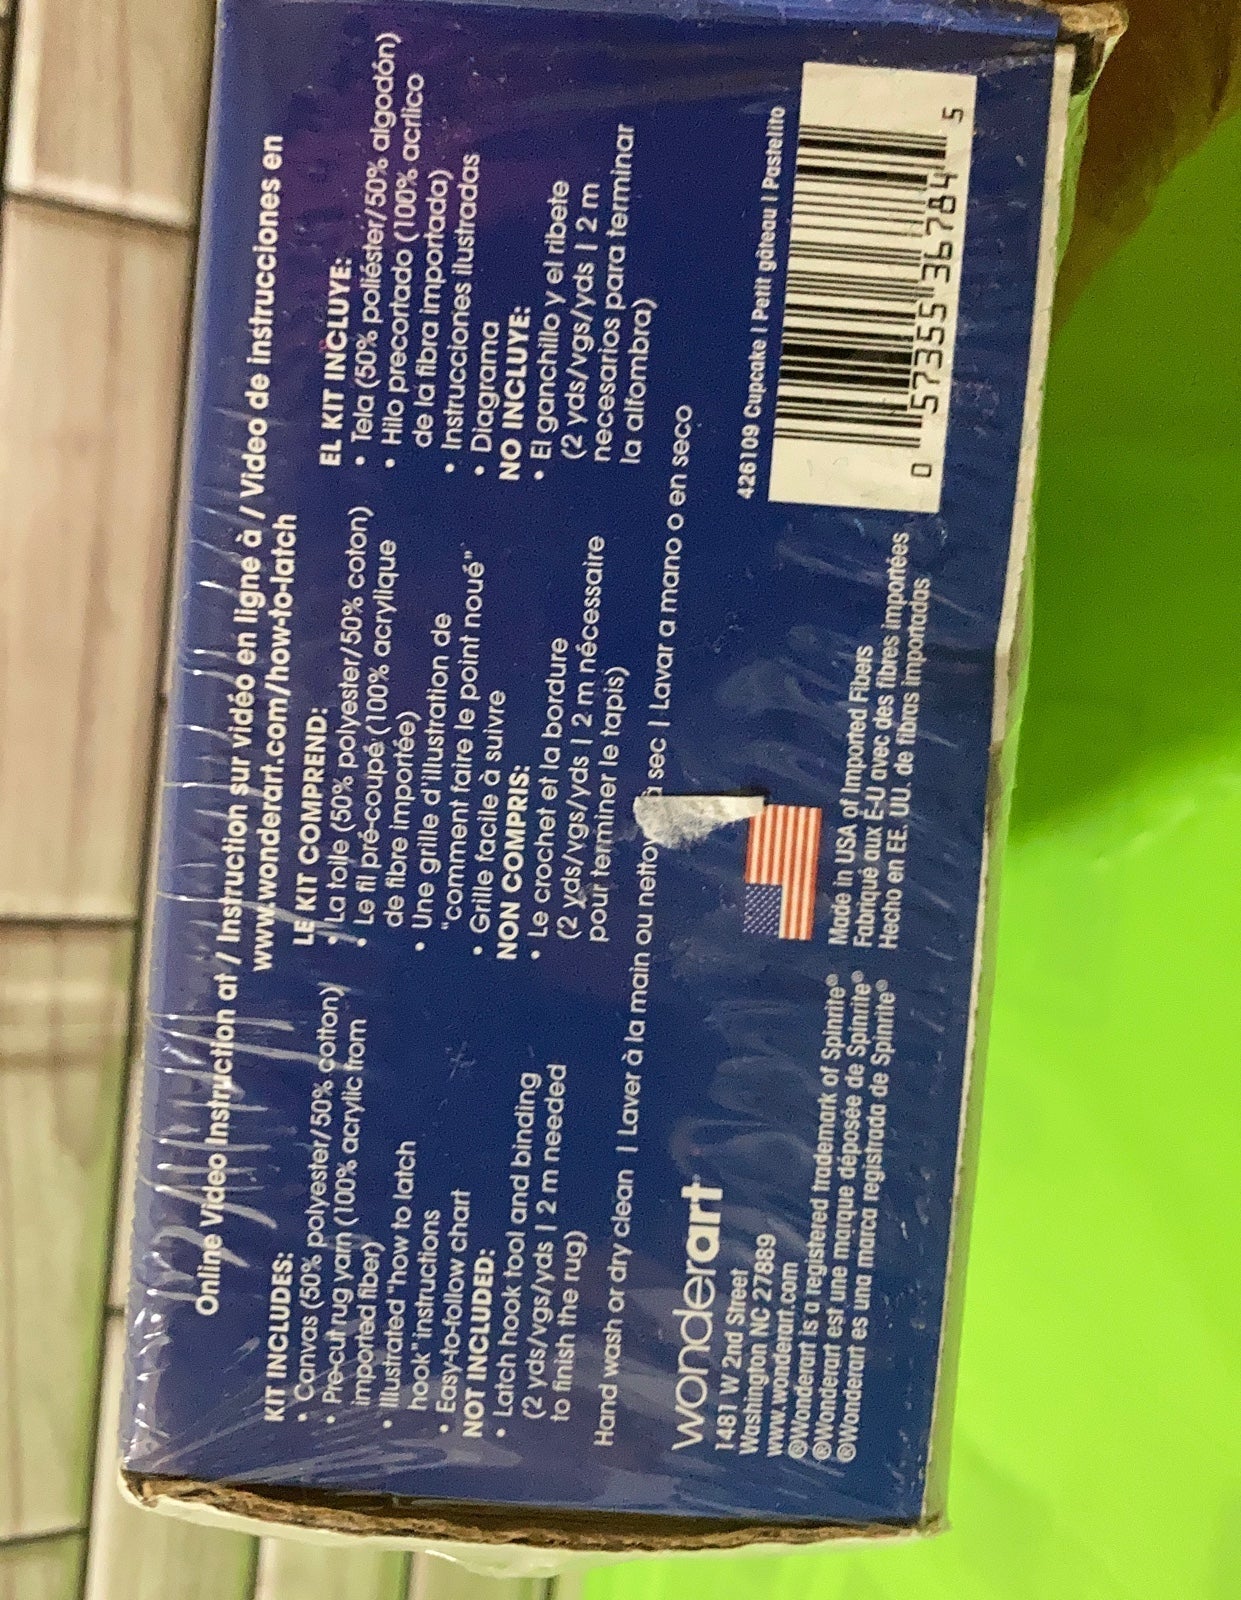 Online Video Instruction at / Instruction sur vidéo en ligne à / Video de instrucciones en
www.wonderart.com/how-to-latch
KIT INCLUDES:
• Canvas (50% polyester/50% cotton)
• Pre-cut rug yarn (100% acrylic from
imported fiber)
• Illustrated "how to latch
hook" instructions
• Easy-to-follow chart
NOT INCLUDED:
• Latch hook tool and binding
(2 yds/vgs/yds | 2 m needed
to finish the rug)
LE KIT COMPREND:
• La toile (50% polyester/50% coton)
• Le fil pré-coupé (100% acrylique
de fibre importée)
• Une grille d'illustration de
"comment faire le point noué"
• Grille facile à suivre
NON COMPRIS:
• Le crochet et la bordure
(2 yds/vgs/yds | 2 m nécessaire
pour terminer le tapis)
EL KIT INCLUYE:
• Tela (50% poliéster/50% algodón)
• Hilo precortado (100% acrílico
de la fibra importada)
• Instrucciones ilustradas
• Diagrama
NO INCLUYE:
• El ganchillo y el ribete
(2 yds/vgs/yds | 2 m
necesarios para terminar
la alfombra)
Hand wash or dry clean | Laver à la main ou netto sec | Lavar a mano o en seco
wonderart
1481 W 2nd Street
Washington NC 27889
www.wonderart.com
®Wonderart is a registered trademark of Spinrite®
®Wonderart est une marque déposée de Spinrite®
®Wonderart es una marca registrada de Spinrite®
Made in USA of Imported Fibers
Fabriqué aux É-U avec des fibres importées
Hecho en EE. UU. de fibras importadas
426109 Cupcake | Petit gâteau | Pastelito
0 57355 36784 5